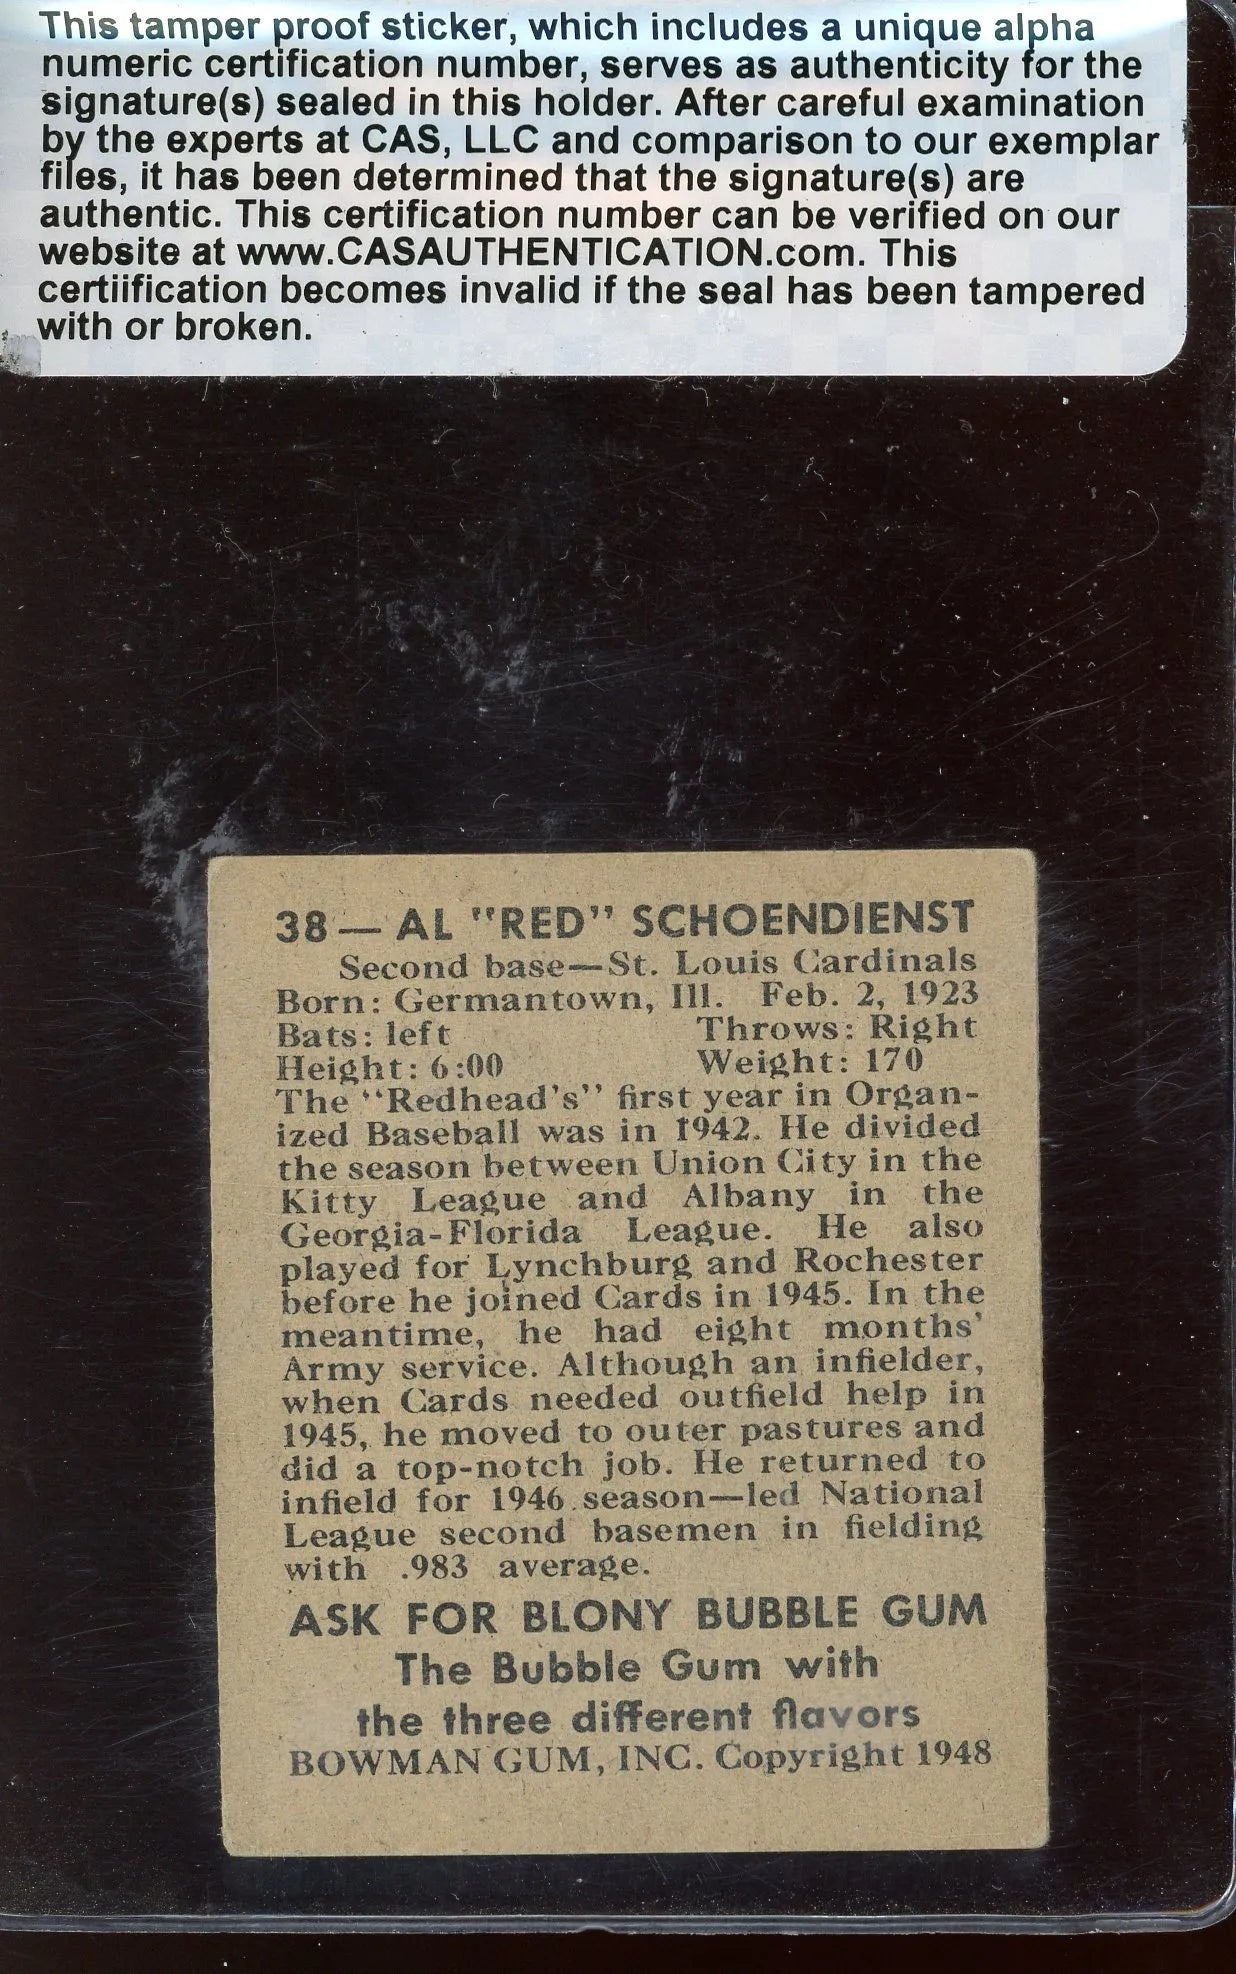 This tamper proof sticker, which includes a unique alpha
numeric certification number, serves as authenticity for the
signature(s) sealed in this holder. After careful examination
by the experts at CAS, LLC and comparison to our exemplar
files, it has been determined that the signature(s) are
authentic. This certification number can be verified on our
website at www.CASAUTHENTICATION.com. This
certiification becomes invalid if the seal has been tampered
with or broken.
38 — AL "RED" SCHOENDIENST
Second base—St. Louis Cardinals
Born: Germantown, Ill. Feb. 2, 1923
Bats: left Throws: Right
Height: 6:00 Weight: 170
The "Redhead's" first year in Organ-
ized Baseball was in 1942. He divided
the season between Union City in the
Kitty League and Albany in the
Georgia-Florida League. He also
played for Lynchburg and Rochester
before he joined Cards in 1945. In the
meantime, he had eight months'
Army service. Although an infielder,
when Cards needed outfield help in
1945, he moved to outer pastures and
did a top-notch job. He returned to
infield for 1946 season—led National
League second basemen in fielding
with .983 average.
ASK FOR BLONY BUBBLE GUM
The Bubble Gum with
the three different flavors
BOWMAN GUM, INC. Copyright 1948